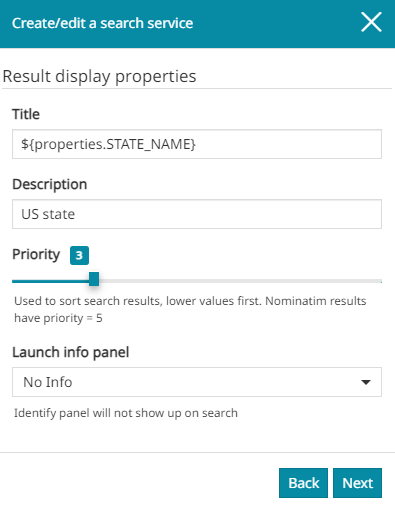 Create/edit a search service
Result display properties
Title
${properties.STATE_NAME}
Description
US state
Priority 3
Used to sort search results, lower values first. Nominatim results
have priority = 5
Launch info panel
No Info
Identify panel will not show up on search
Back Next